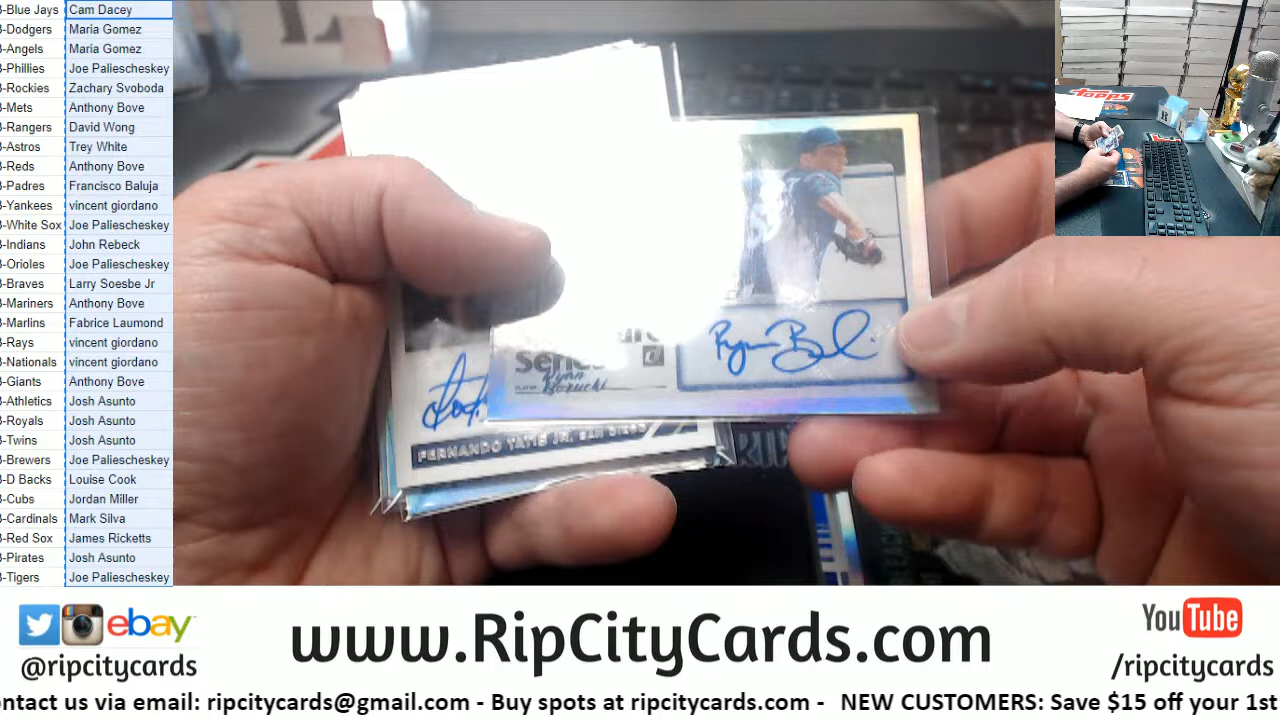 B-Blue Jays Cam Dacey
B-Dodgers Maria Gomez
B-Angels Maria Gomez
B-Phillies Joe Paliescheskey
B-Rockies Zachary Svoboda
B-Mets Anthony Bove
B-Rangers David Wong
B-Astros Trey White
B-Reds Anthony Bove
B-Padres Francisco Baluja
B-Yankees vincent giordano
B-White Sox Joe Paliescheskey
B-Indians John Rebeck
B-Orioles Joe Paliescheskey
B-Braves Larry Soesbe Jr
B-Mariners Anthony Bove
B-Marlins Fabrice Laumond
B-Rays vincent giordano
B-Nationals vincent giordano
B-Giants Anthony Bove
B-Athletics Josh Asunto
B-Royals Josh Asunto
B-Twins Josh Asunto
B-Brewers Joe Paliescheskey
B-D Backs Louise Cook
B-Cubs Jordan Miller
B-Cardinals Mark Silva
B-Red Sox James Ricketts
B-Pirates Josh Asunto
B-Tigers Joe Paliescheskey
Topps
PLAYER Ryan Borucki
FERNANDO TATIS JR. SAN DIEGO
ebay
@ripcitycards
www.RipCityCards.com
YouTube
/ripcitycards
ontact us via email: ripcitycards@gmail.com - Buy spots at ripcitycards.com - NEW CUSTOMERS: Save $15 off your 1st